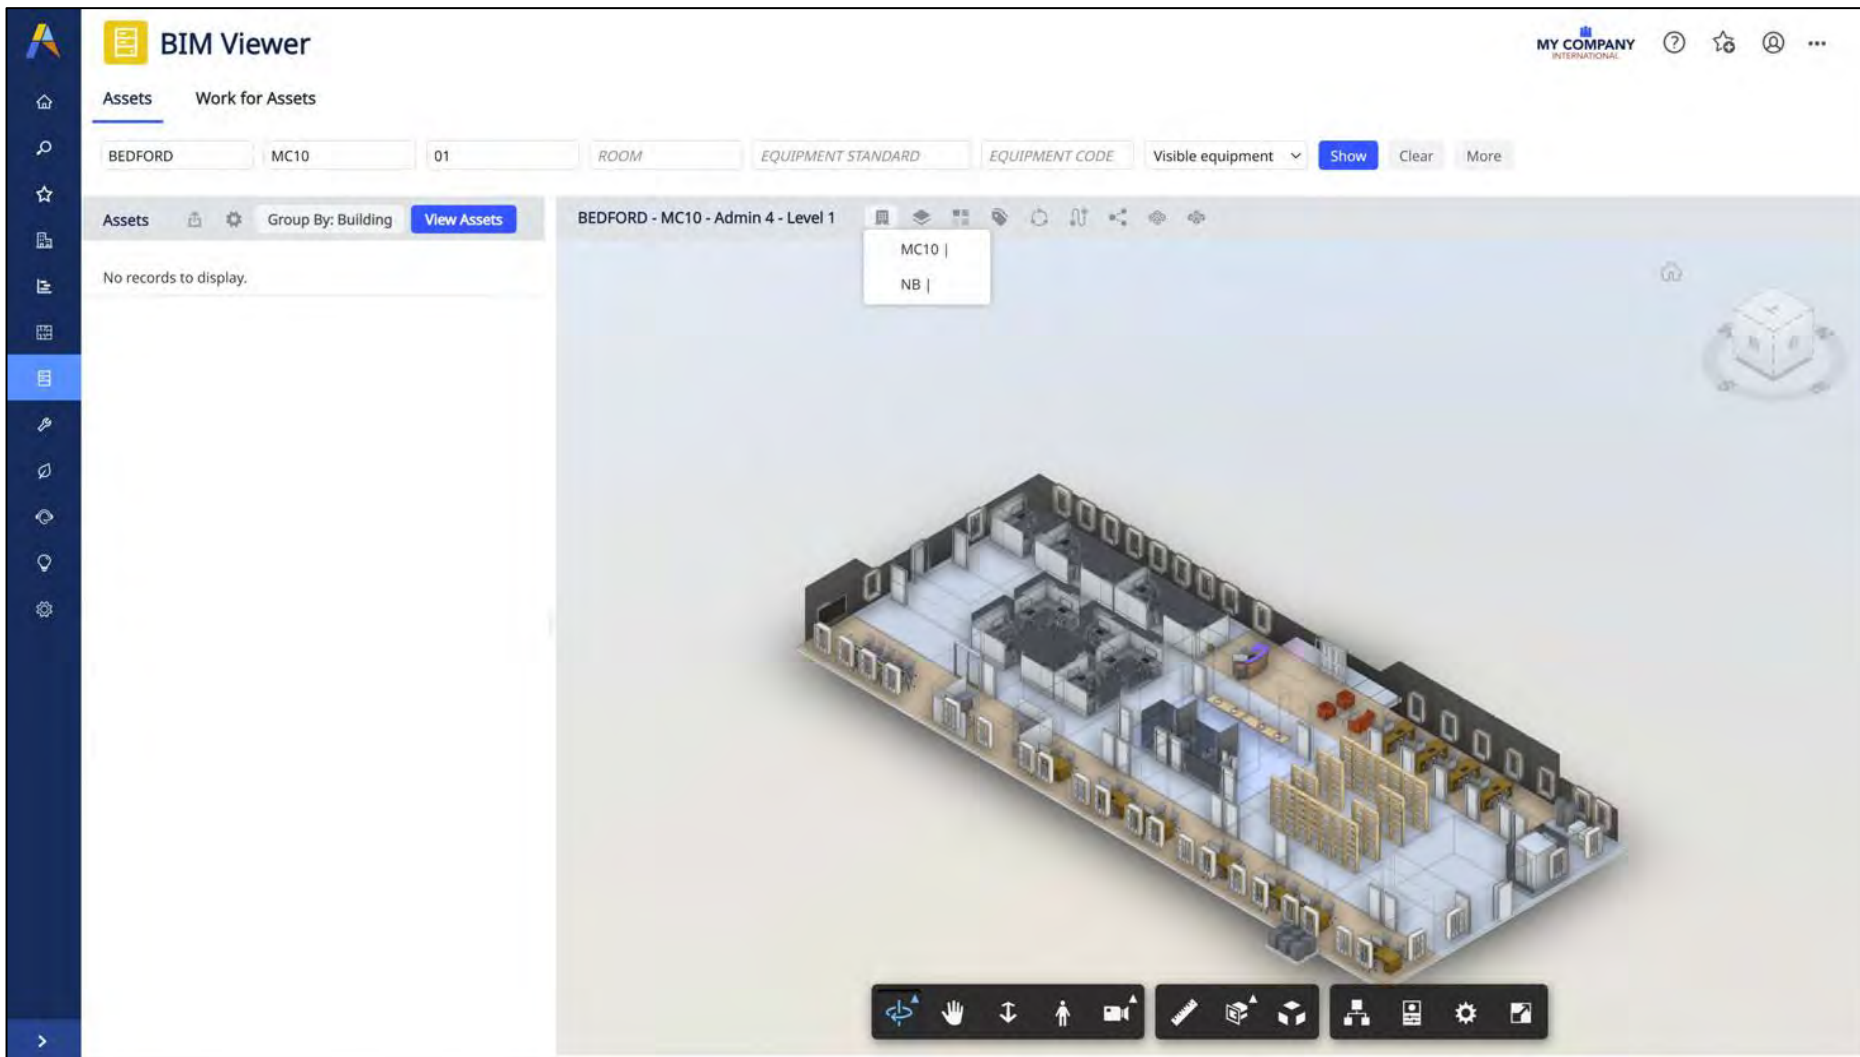 BIM Viewer
MY COMPANY
INTERNATIONAL
Assets
Work for Assets
BEDFORD
MC10
01
ROOM
EQUIPMENT STANDARD
EQUIPMENT CODE
Visible equipment
Show
Clear
More
Assets
Group By: Building
View Assets
BEDFORD - MC10 - Admin 4 - Level 1
MC10 |
NB |
No records to display.